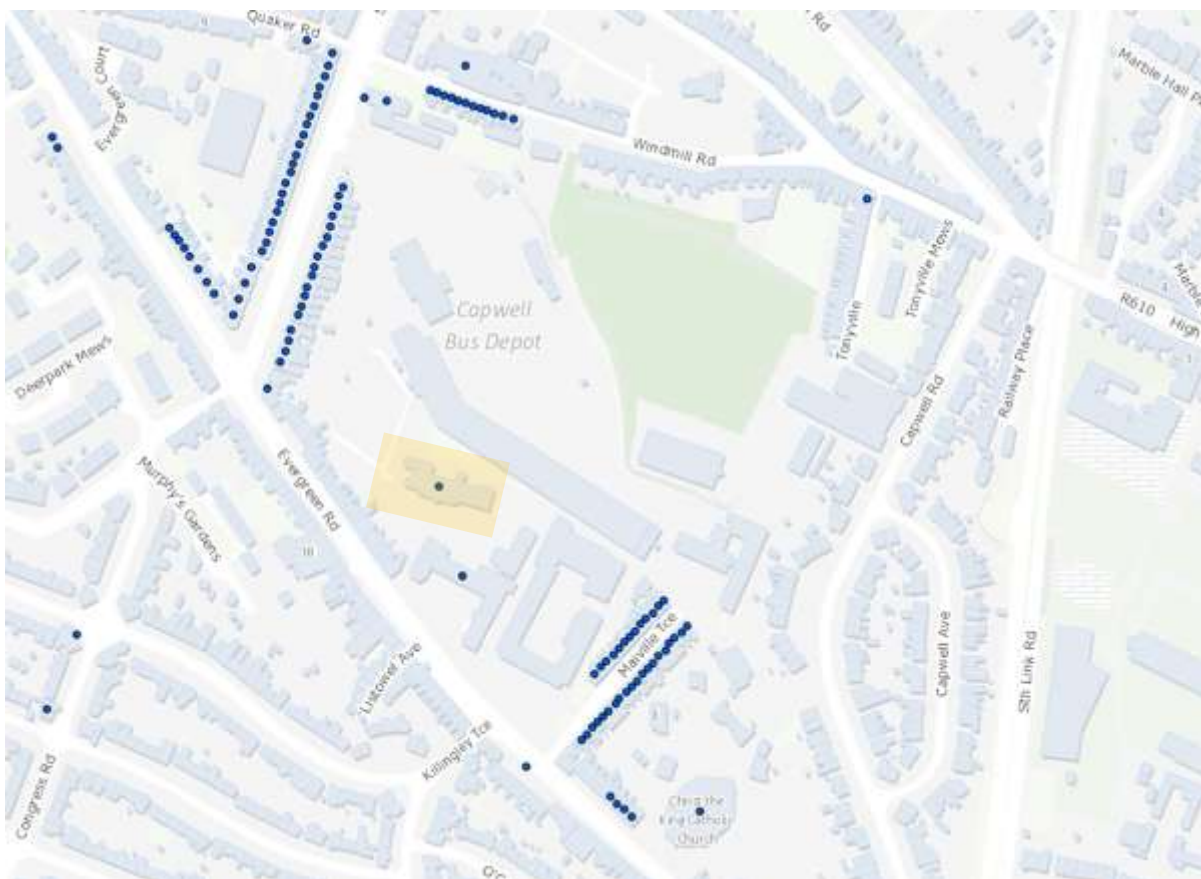 Quaker Rd
Rd
Evergreen Court
Marble Hall P
Windmill Rd
Tonyville Mews
Capwell
Bus Depot
R610 High
Marble
Tonyville
Railway Place
Deerpark Mews
Capwell Rd
Evergreen Rd
Murphy's Gardens
Marville Tce
Capwell Ave
Sth Link Rd
Listowel Ave
Killingley Tce
Congress Rd
Christ the
King Catholic
Church
O'C